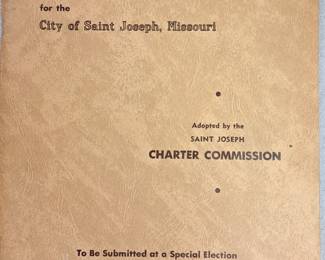 for the
City of Saint Joseph, Missouri
Adopted by the
SAINT JOSEPH
CHARTER COMMISSION
To Be Submitted at a Special Election